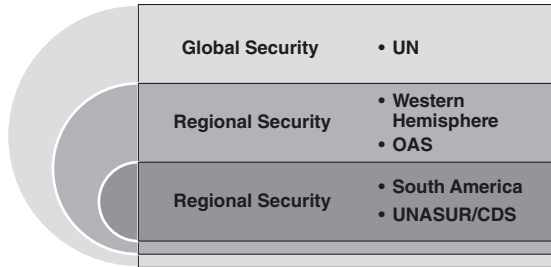 Global Security • UN
Regional Security • Western
Hemisphere
• OAS
Regional Security • South America
• UNASUR/CDS